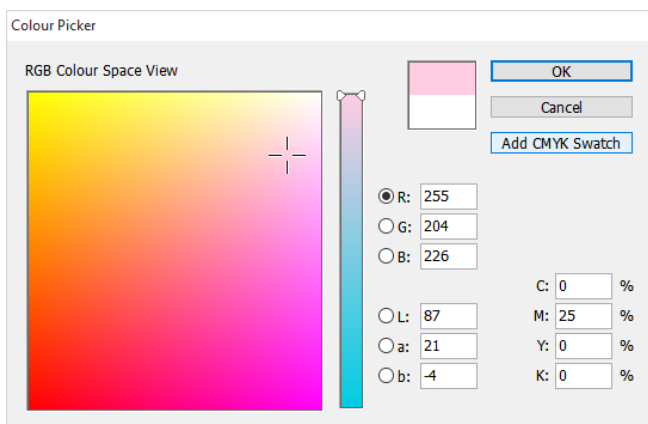 Colour Picker
RGB Colour Space View
OK
Cancel
Add CMYK Swatch
R: 255
G: 204
B: 226
C: 0 %
L: 87
M: 25 %
a: 21
Y: 0 %
b: -4
K: 0 %